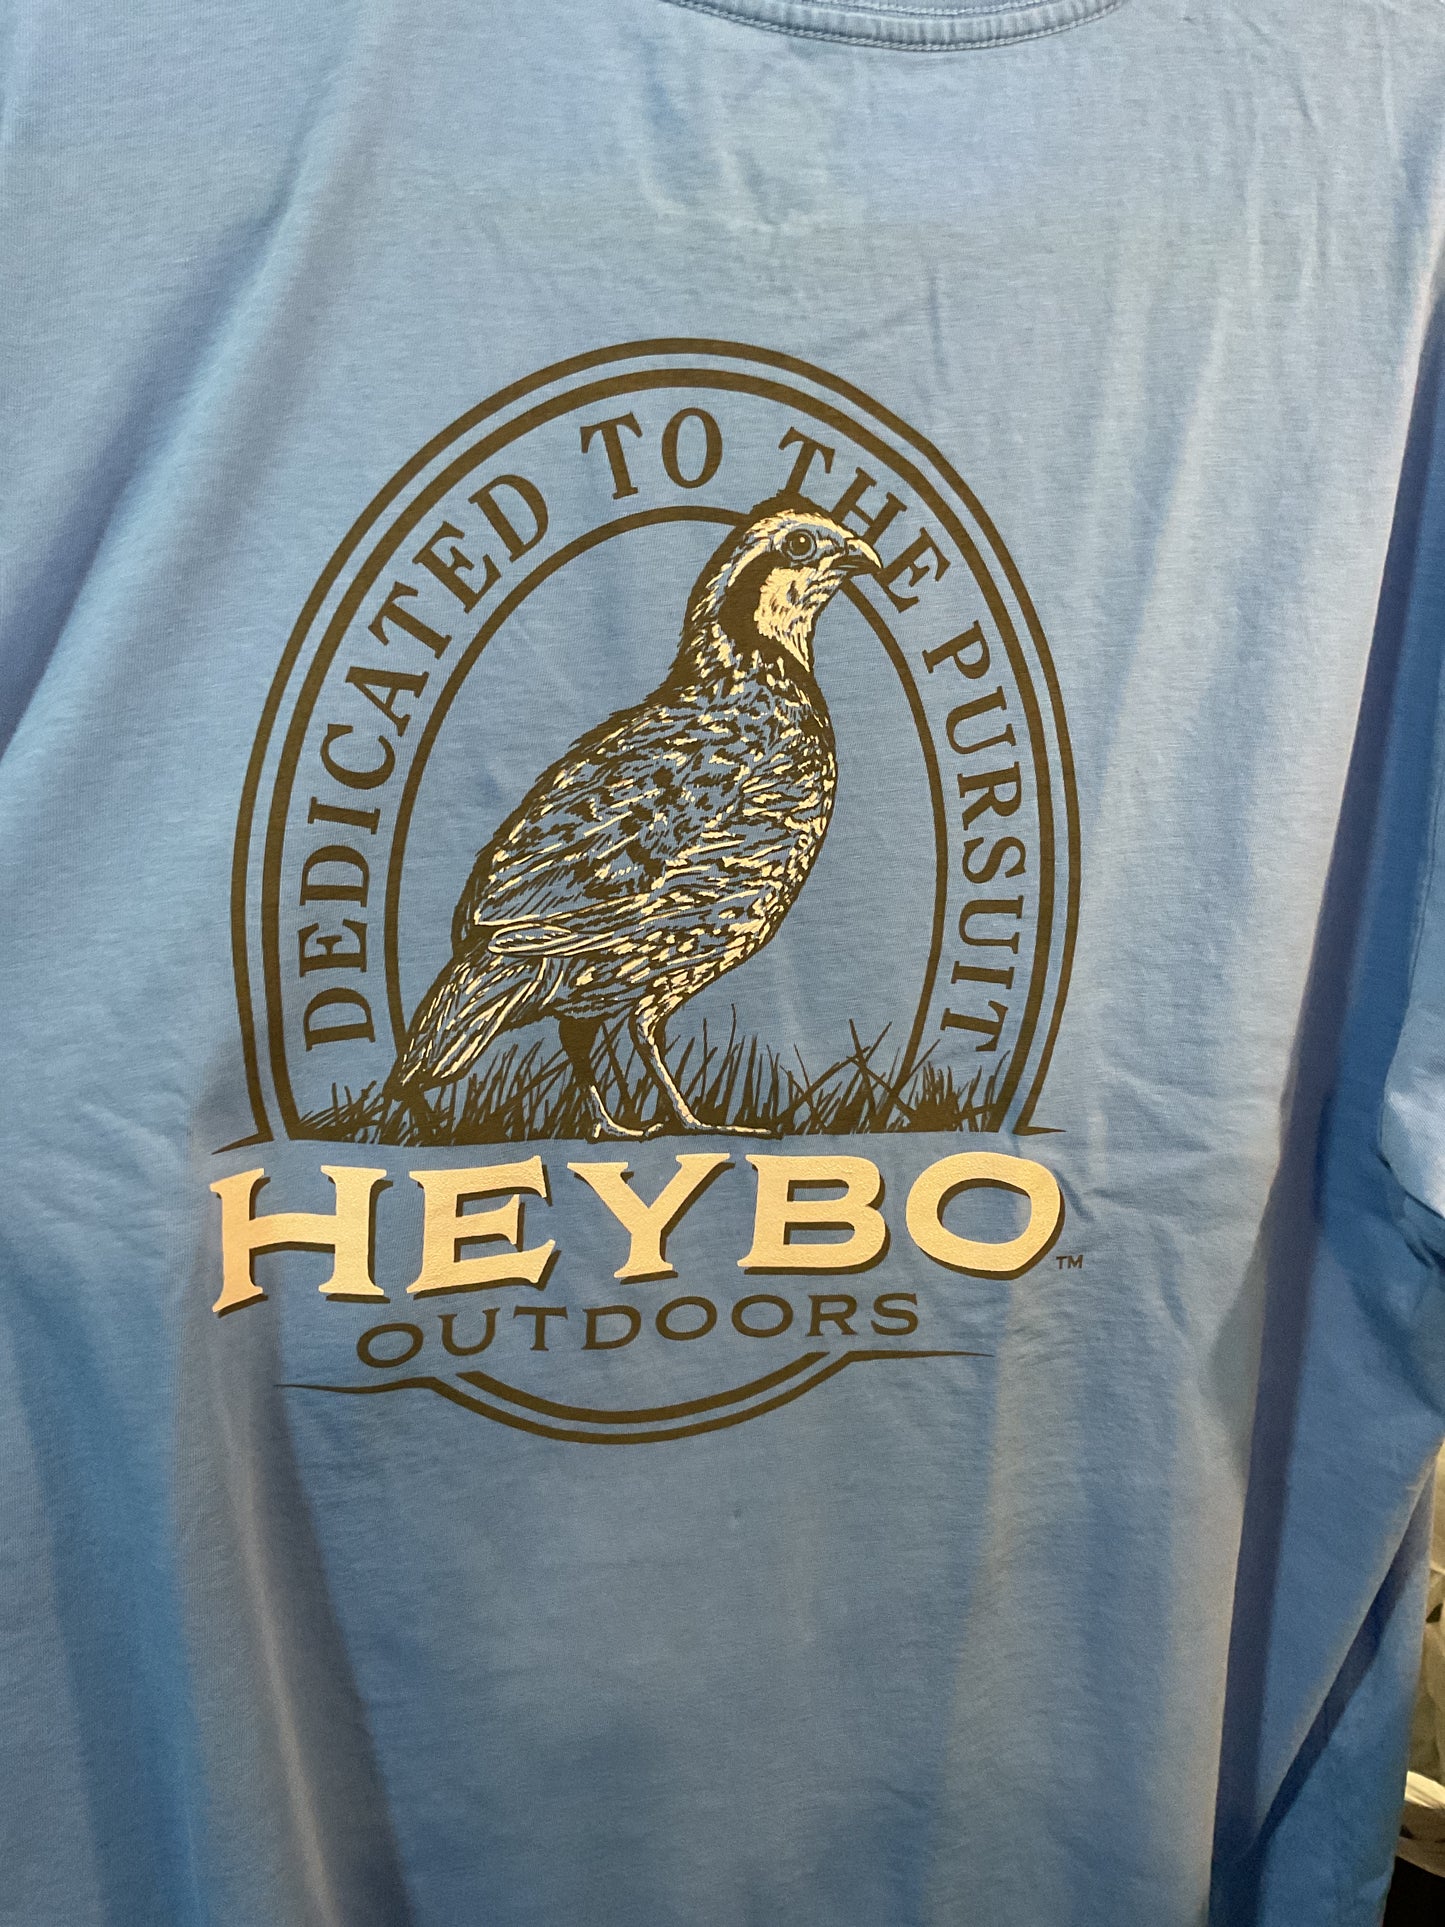 DEDICATED TO THE PURSUIT
HEYBO™
OUTDOORS